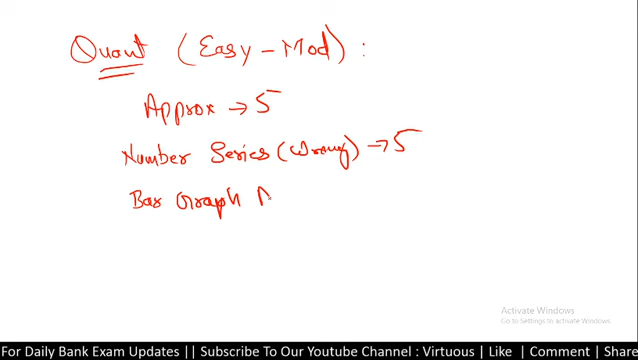 Quant (Easy - Mod) :
Approx → 5
Number Series (Wrong) → 5
Bar Graph
Activate Windows
Go to Settings to activate Windows.
For Daily Bank Exam Updates || Subscribe To Our Youtube Channel : Virtuous | Like | Comment | Share